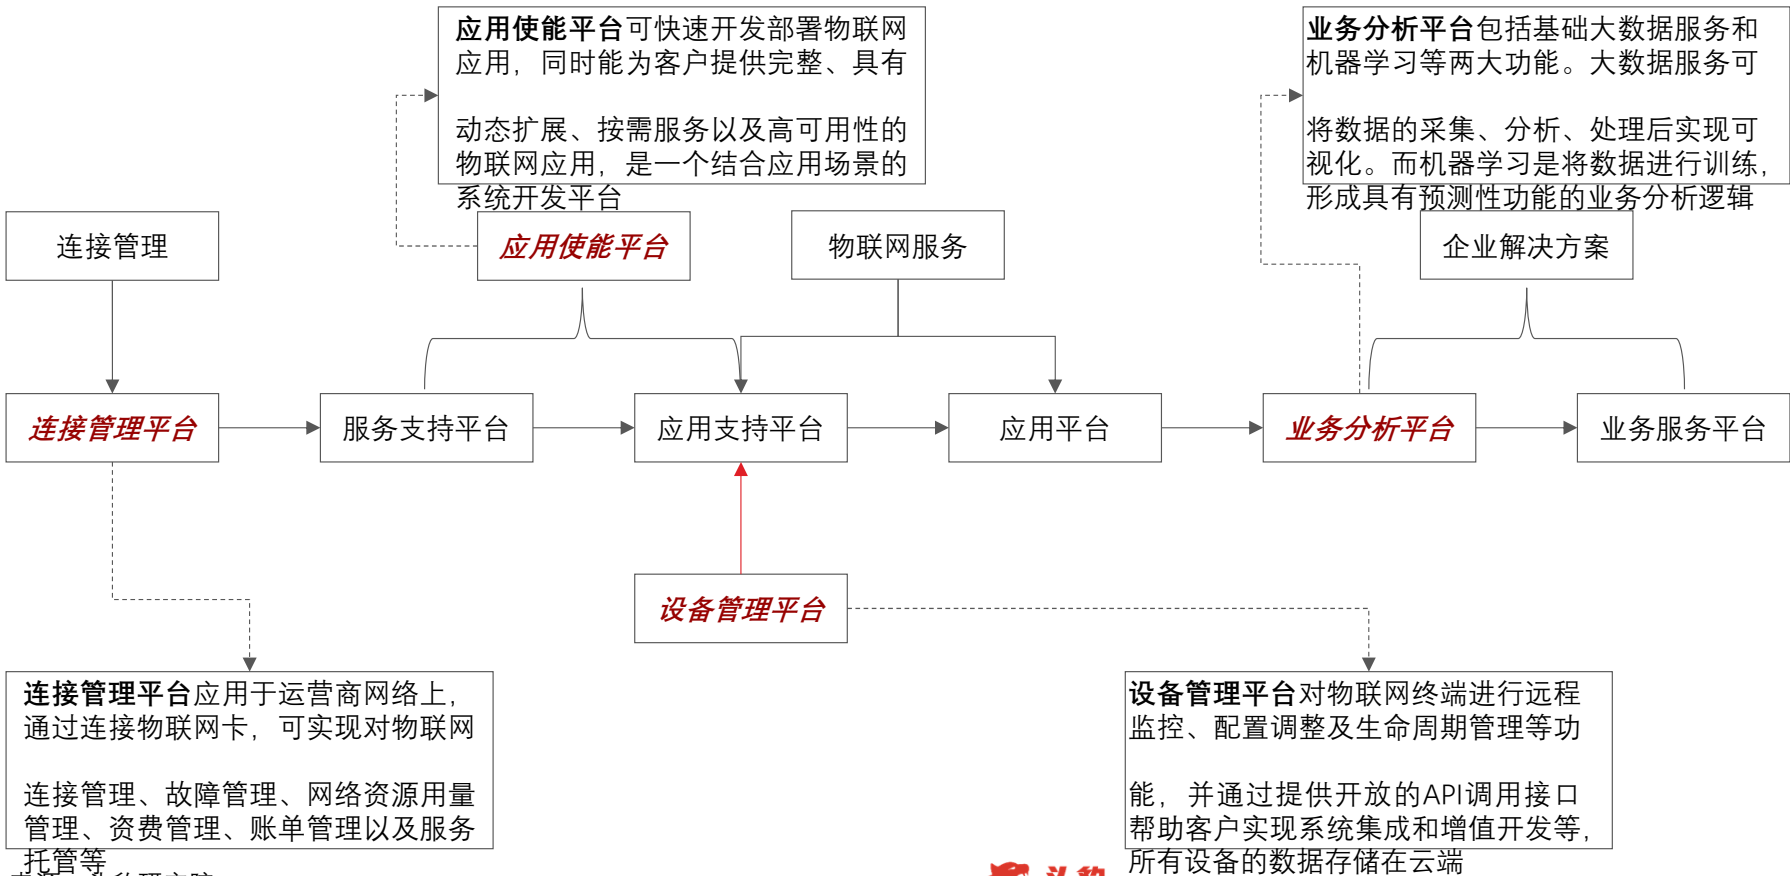 应用使能平台可快速开发部署物联网
应用，同时能为客户提供完整、具有
动态扩展、按需服务以及高可用性的
物联网应用，是一个结合应用场景的
系统开发平台
业务分析平台包括基础大数据服务和
机器学习等两大功能。大数据服务可
将数据的采集、分析、处理后实现可
视化。而机器学习是将数据进行训练，
形成具有预测性功能的业务分析逻辑
连接管理
应用使能平台
物联网服务
企业解决方案
连接管理平台
服务支持平台
应用支持平台
应用平台
业务分析平台
业务服务平台
设备管理平台
连接管理平台应用于运营商网络上，
通过连接物联网卡，可实现对物联网
连接管理、故障管理、网络资源用量
管理、资费管理、账单管理以及服务
托管等
设备管理平台对物联网终端进行远程
监控、配置调整及生命周期管理等功
能，并通过提供开放的API调用接口
帮助客户实现系统集成和增值开发等，
所有设备的数据存储在云端